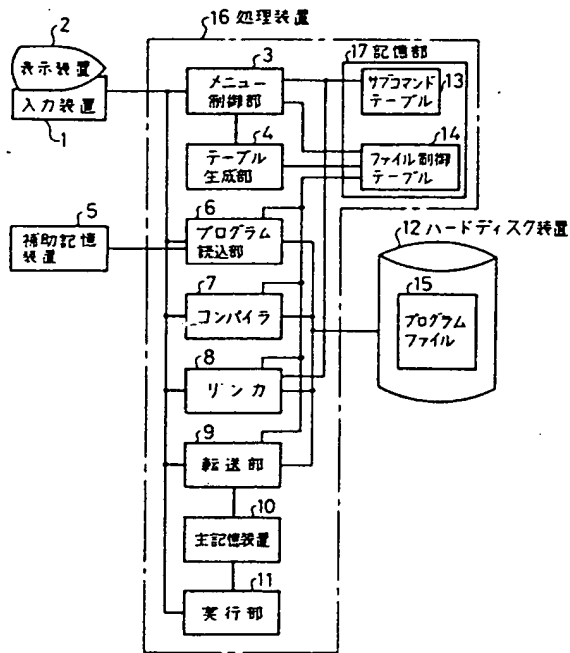 16 処理装置
2
表示装置
入力装置
1
3
メニュー
制御部
17 記憶部
サブコマンド
テーブル
13
4
テーブル
生成部
14
ファイル制御
テーブル
5
補助記憶
装置
6
プログラム
読込部
12 ハードディスク装置
15
プログラム
ファイル
7
コンパイラ
8
リンカ
9
転送部
10
主記憶装置
11
実行部